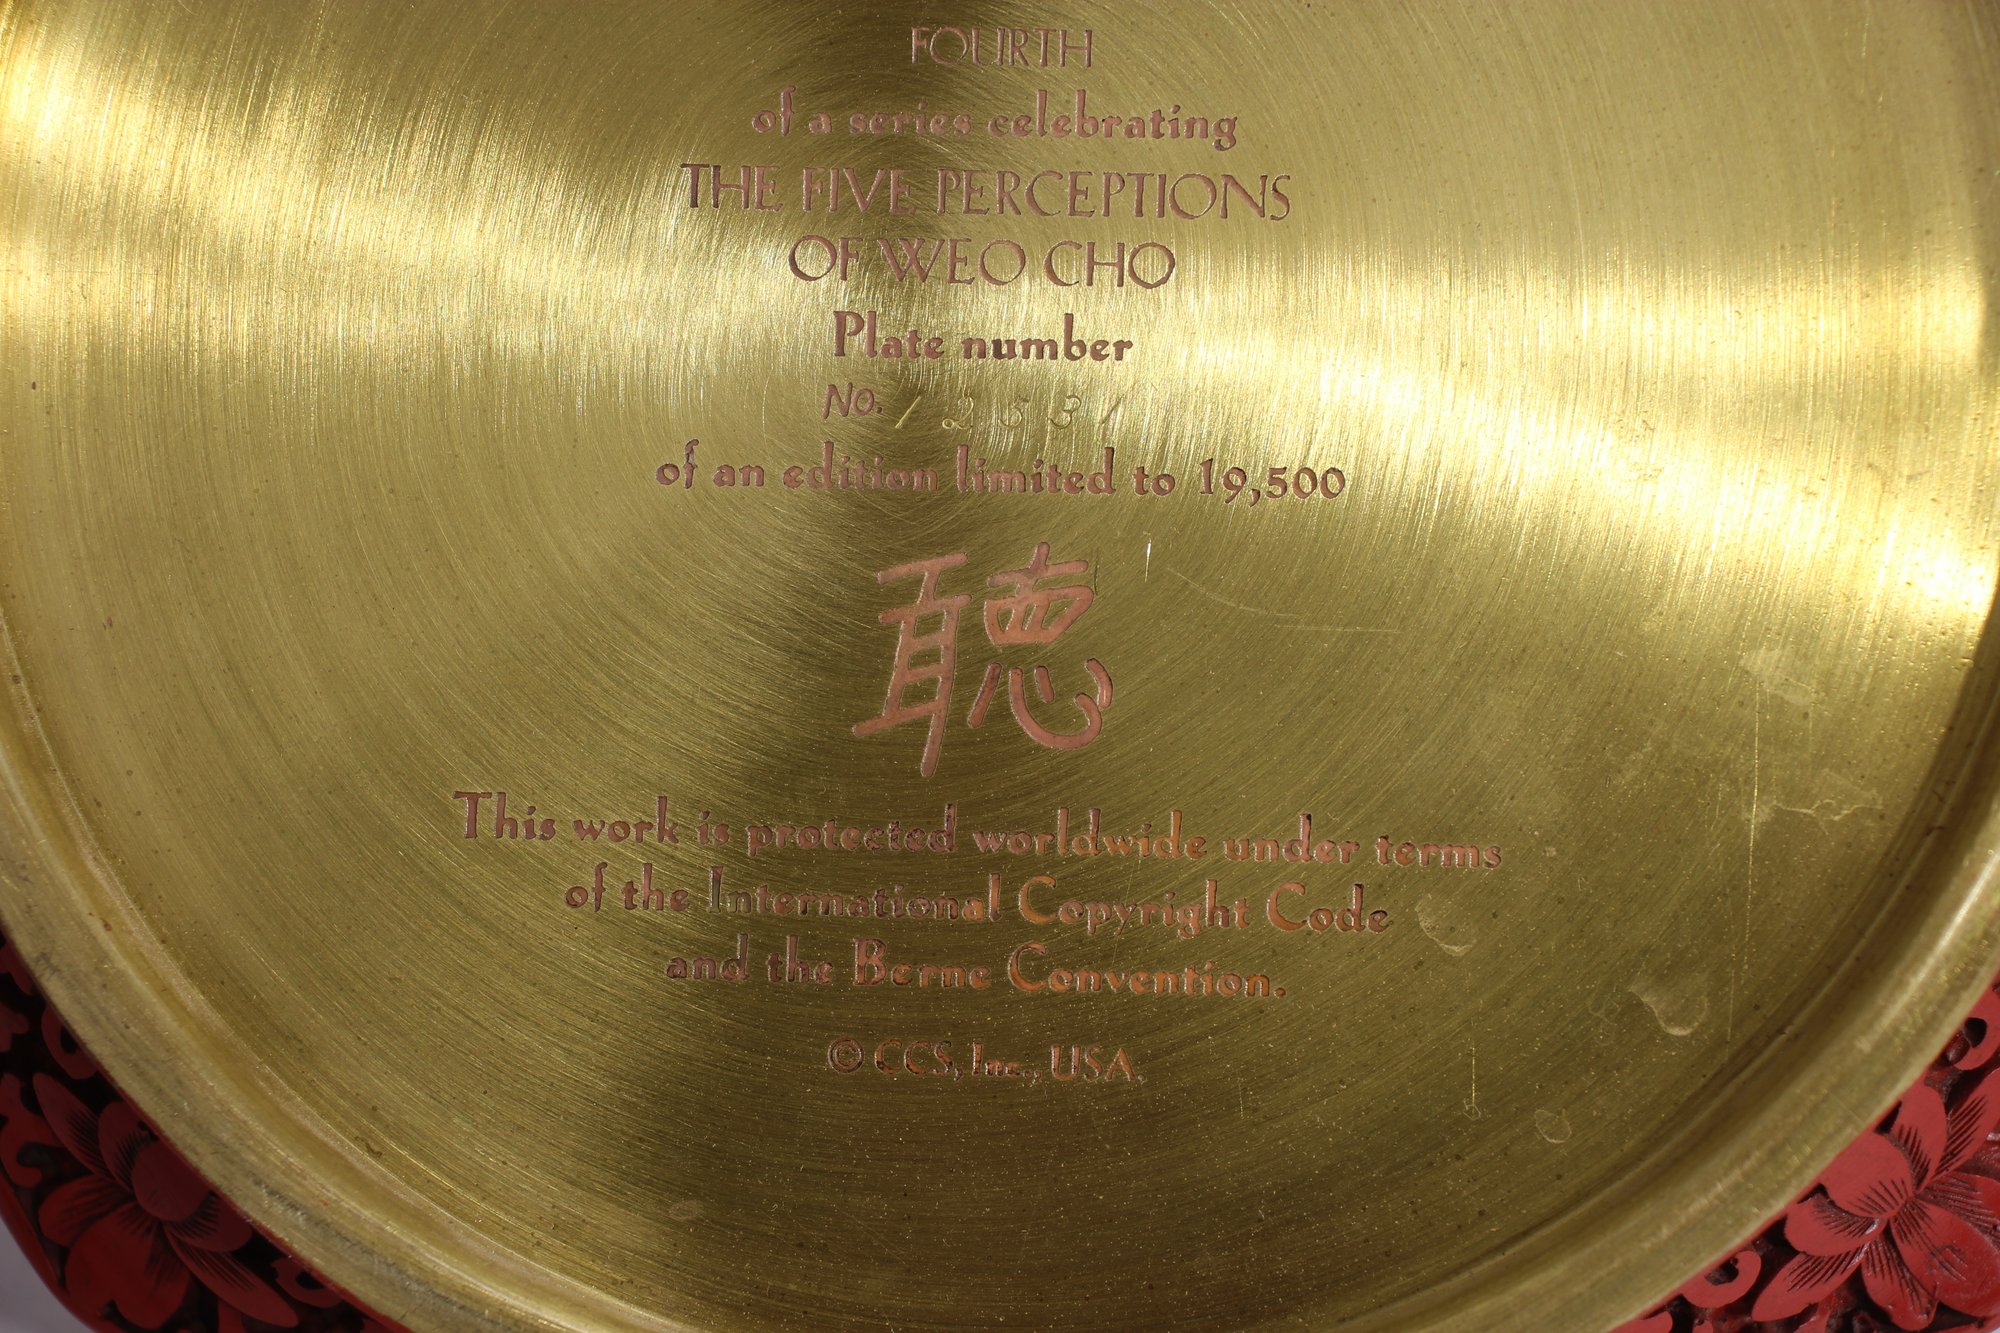 FOURTH
of a series celebrating
THE FIVE PERCEPTIONS
OF WEO CHO
Plate number
No. 12531
of an edition limited to 19,500
聽
This work is protected worldwide under terms
of the International Copyright Code
and the Berne Convention.
© CCS, Inc., USA.